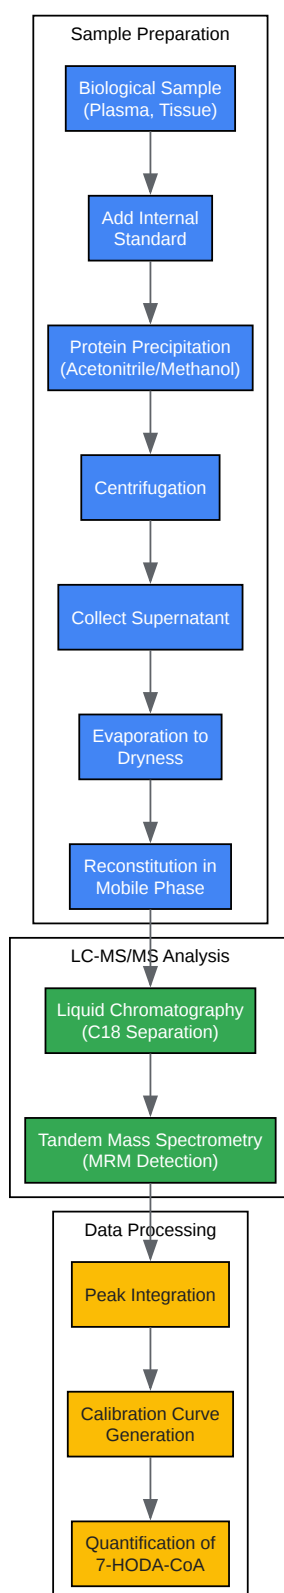 Sample Preparation
Biological Sample
(Plasma, Tissue)
Add Internal
Standard
Protein Precipitation
(Acetonitrile/Methanol)
Centrifugation
Collect Supernatant
Evaporation to
Dryness
Reconstitution in
Mobile Phase
LC-MS/MS Analysis
Liquid Chromatography
(C18 Separation)
Tandem Mass Spectrometry
(MRM Detection)
Data Processing
Peak Integration
Calibration Curve
Generation
Quantification of
7-HODA-CoA